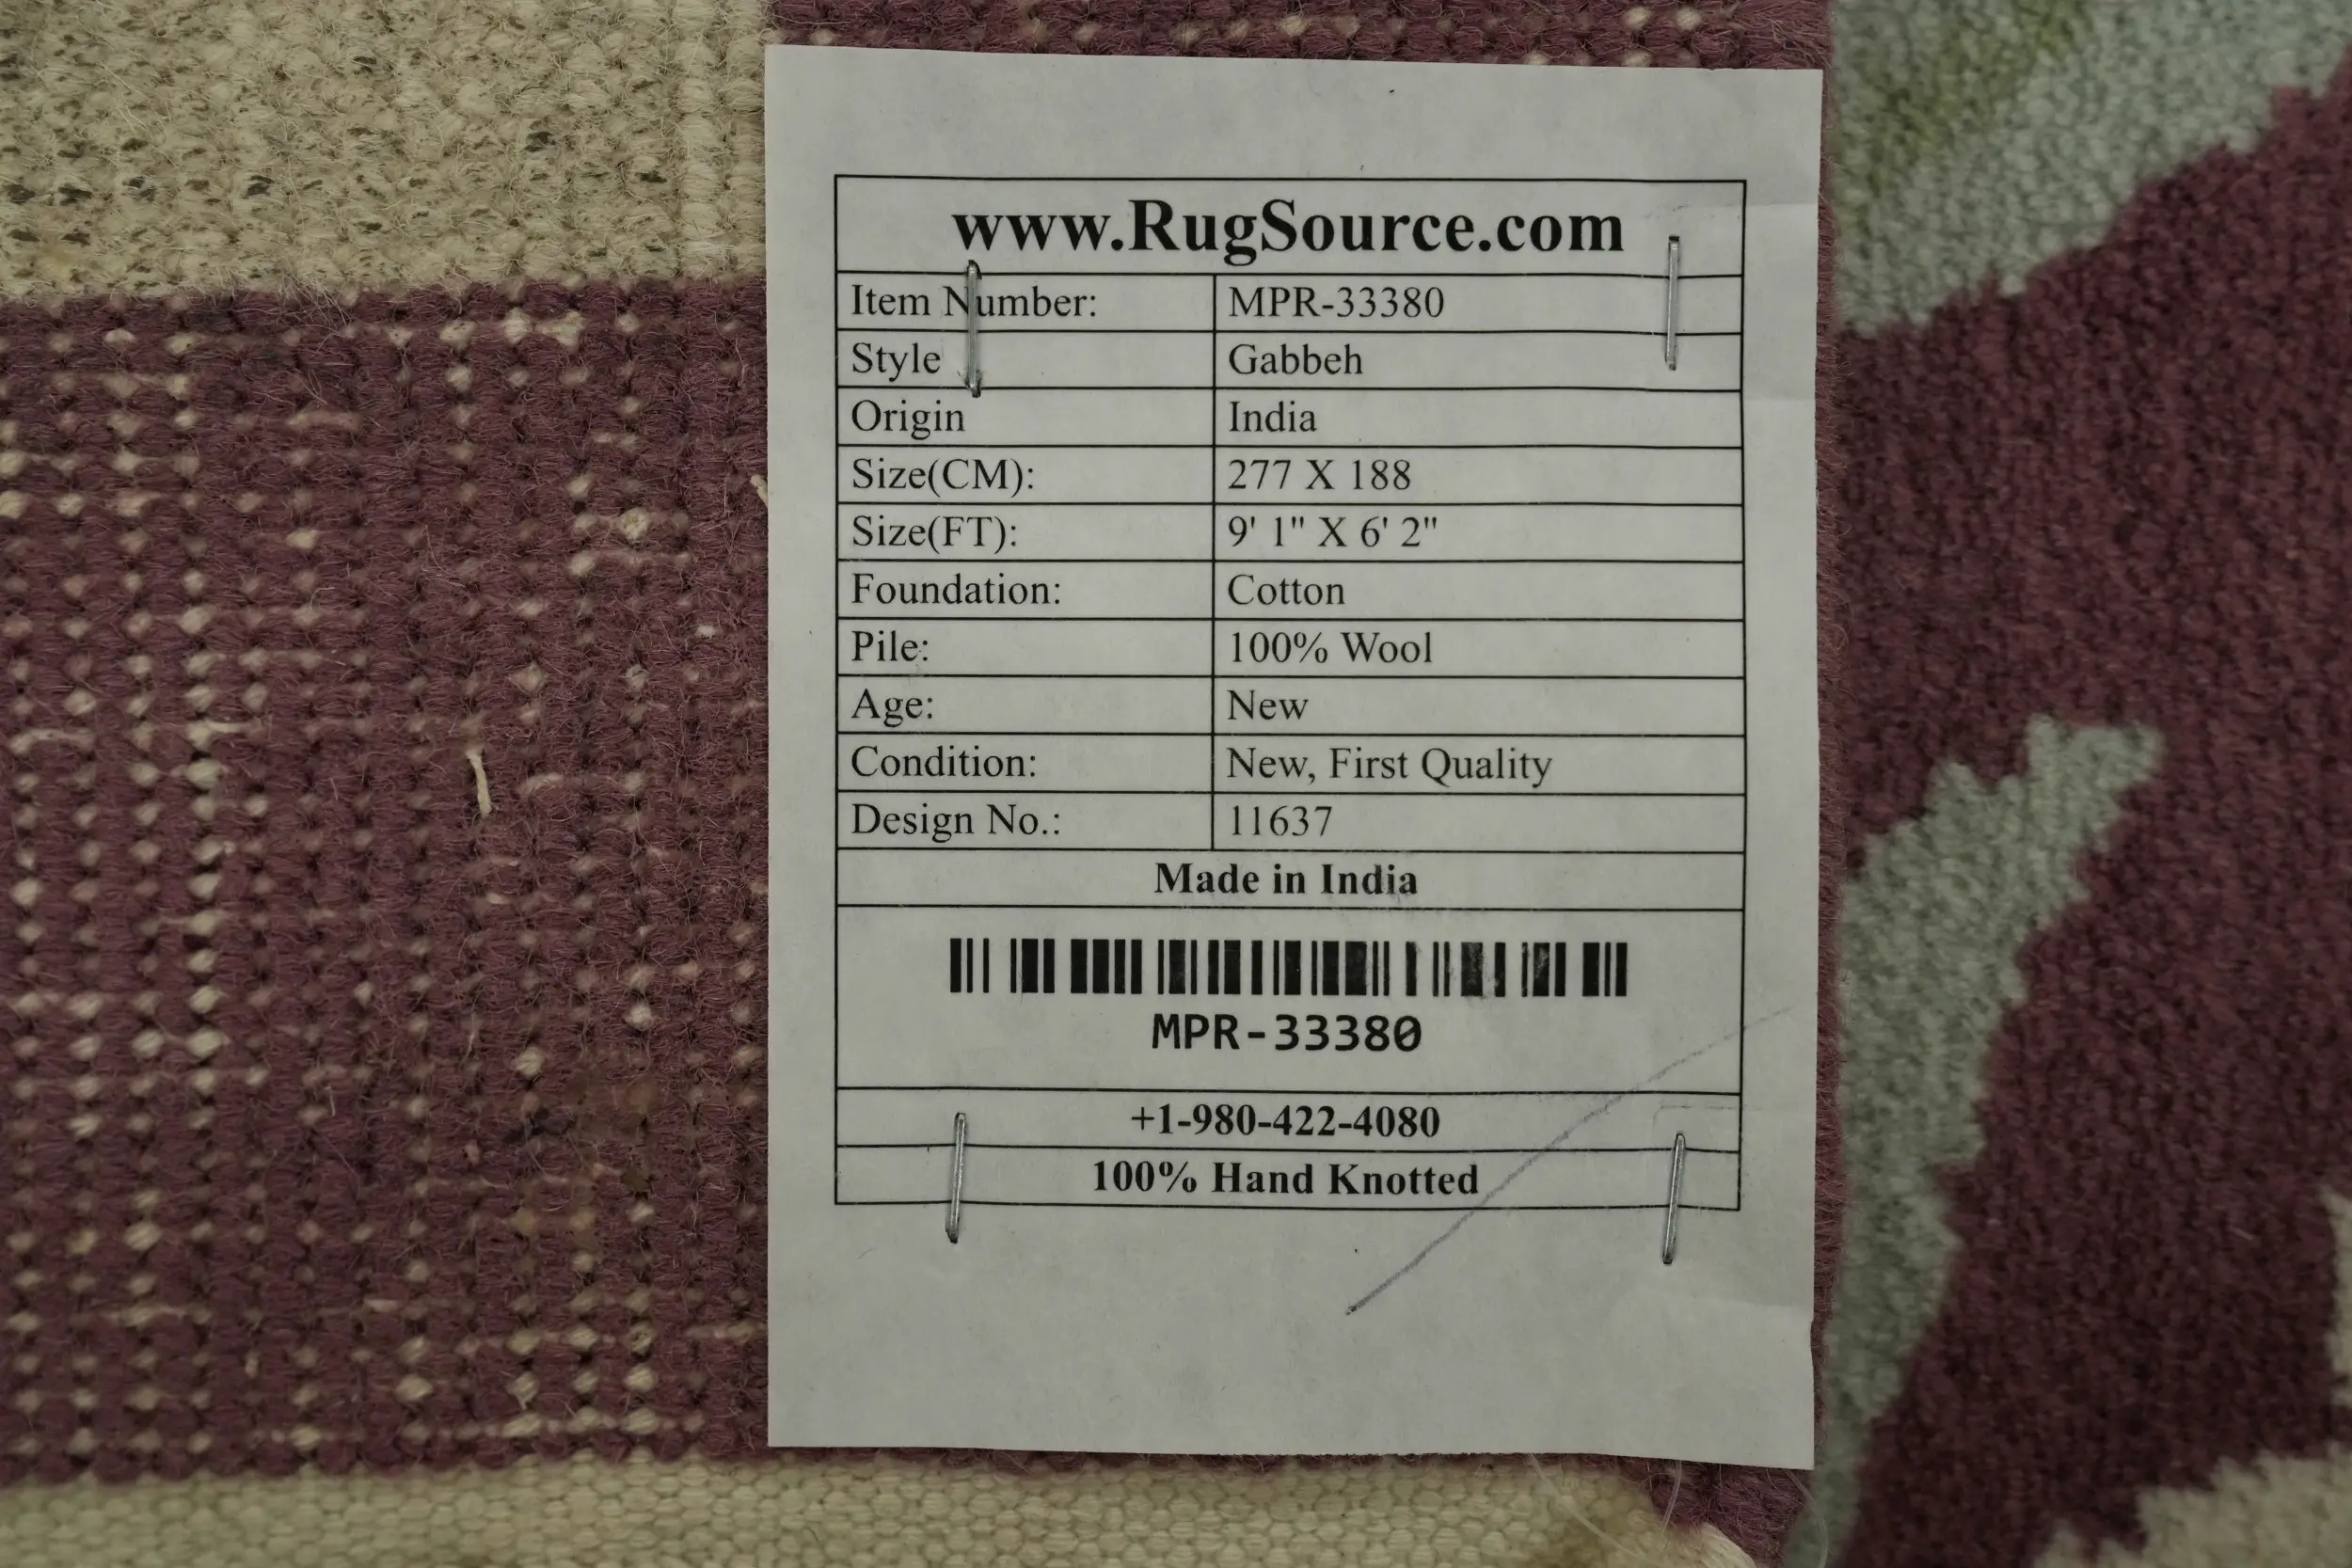 www.RugSource.com
Item Number: MPR-33380
Style Gabbeh
Origin India
Size(CM): 277 X 188
Size(FT): 9' 1" X 6' 2"
Foundation: Cotton
Pile: 100% Wool
Age: New
Condition: New, First Quality
Design No.: 11637
Made in India
MPR-33380
+1-980-422-4080
100% Hand Knotted